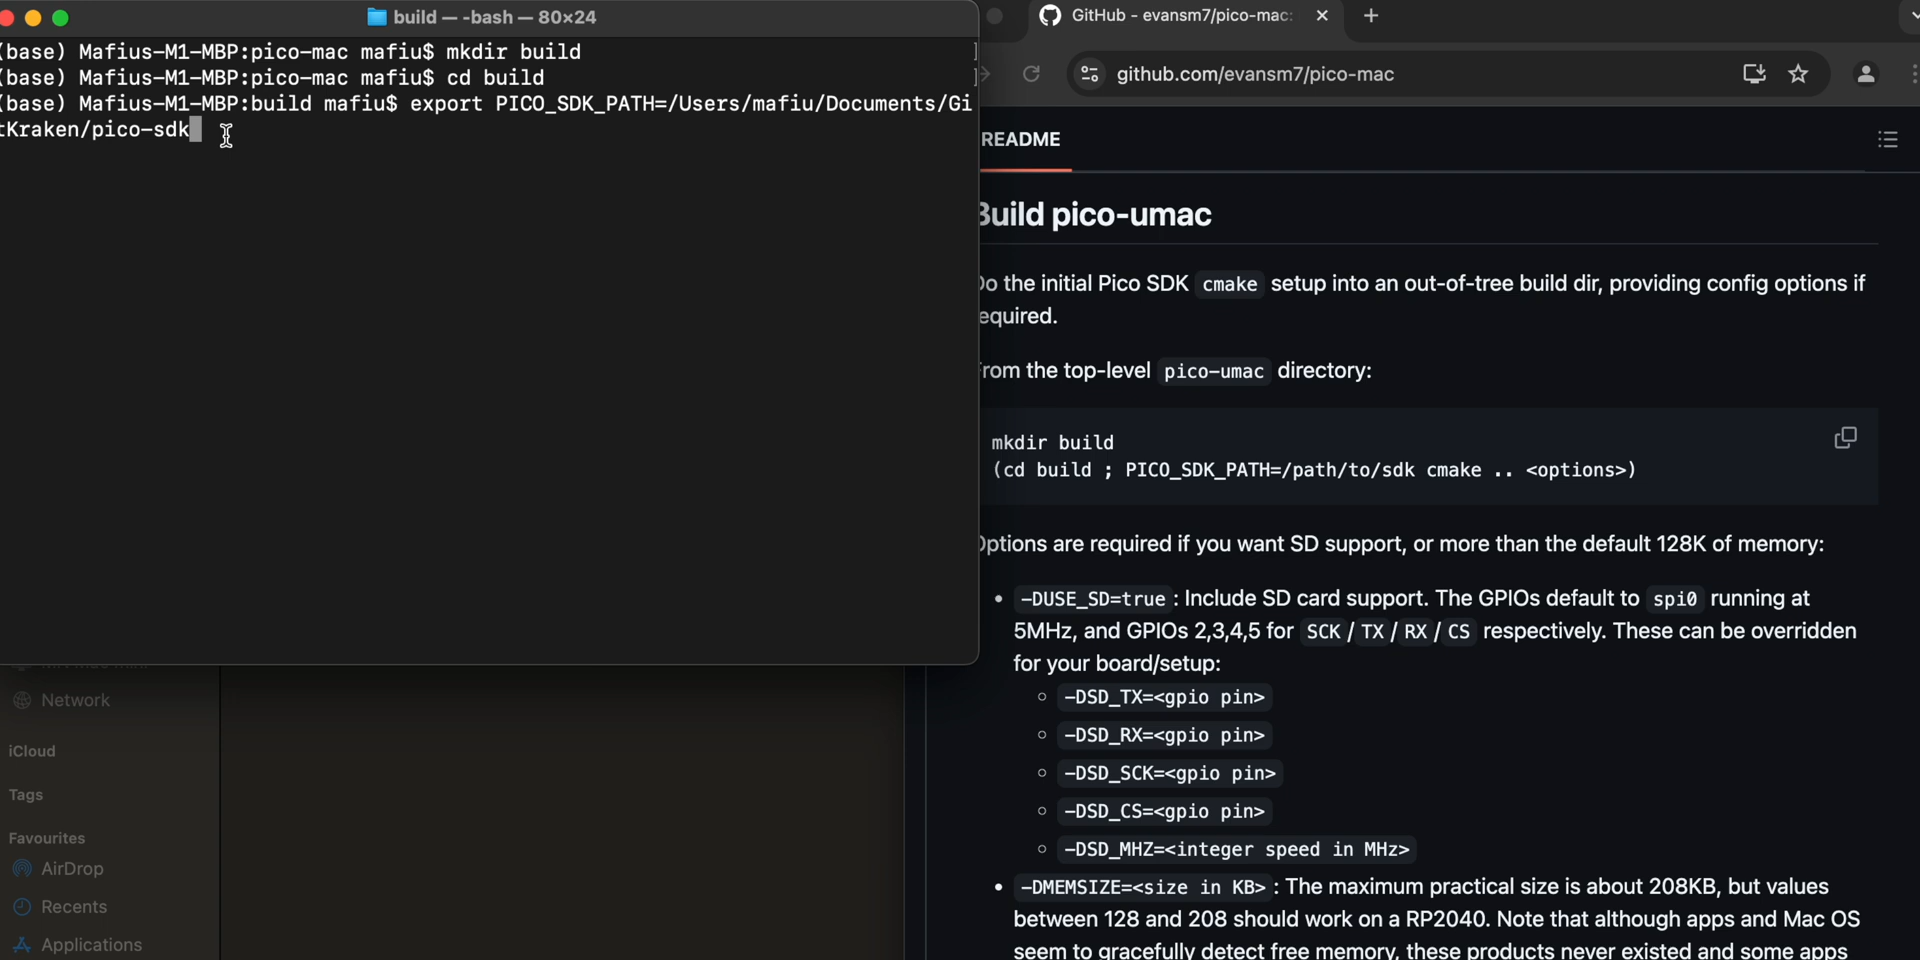 build — -bash — 80×24
(base) Mafius-M1-MBP:pico-mac mafiu$ mkdir build
(base) Mafius-M1-MBP:pico-mac mafiu$ cd build
(base) Mafius-M1-MBP:build mafiu$ export PICO_SDK_PATH=/Users/mafiu/Documents/Gi
tKraken/pico-sdk
Network
iCloud
Tags
Favourites
AirDrop
Recents
Applications
GitHub - evansm7/pico-mac:
github.com/evansm7/pico-mac
README
Build pico-umac
Do the initial Pico SDK cmake setup into an out-of-tree build dir, providing config options if
required.
From the top-level pico-umac directory:
mkdir build
(cd build ; PICO_SDK_PATH=/path/to/sdk cmake .. <options>)
Options are required if you want SD support, or more than the default 128K of memory:
-DUSE_SD=true : Include SD card support. The GPIOs default to spi0 running at
5MHz, and GPIOs 2,3,4,5 for SCK / TX / RX / CS respectively. These can be overridden
for your board/setup:
-DSD_TX=<gpio pin>
-DSD_RX=<gpio pin>
-DSD_SCK=<gpio pin>
-DSD_CS=<gpio pin>
-DSD_MHZ=<integer speed in MHz>
-DMEMSIZE=<size in KB> : The maximum practical size is about 208KB, but values
between 128 and 208 should work on a RP2040. Note that although apps and Mac OS
seem to gracefully detect free memory, these products never existed and some apps